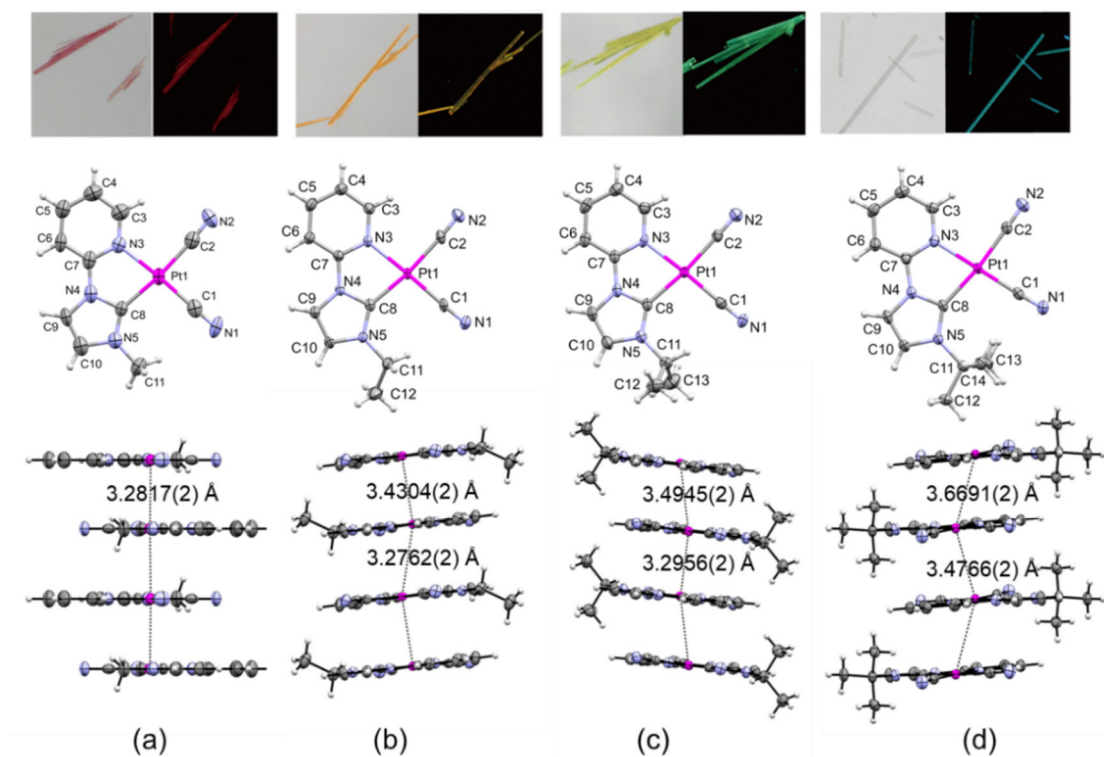 C4
C5
C3
N2
C6
N3
C2
C7
Pt1
N4
C1
C8
C9
N1
N5
C10
C11
C4
C5
C3
N2
C6
N3
C2
C7
Pt1
N4
C1
C9
C8
N1
N5
C10
C11
C12
C4
C5
C3
N2
C6
N3
C2
C7
Pt1
N4
C1
C9
C8
N1
C10
N5
C11
C12
C13
C4
C5
C3
N2
C6
N3
C2
C7
Pt1
N4
C1
C8
N1
C9
N5
C10
C13
C11
C14
C12
3.2817(2) Å
3.4304(2) Å
3.2762(2) Å
3.4945(2) Å
3.2956(2) Å
3.6691(2) Å
3.4766(2) Å
(a)
(b)
(c)
(d)